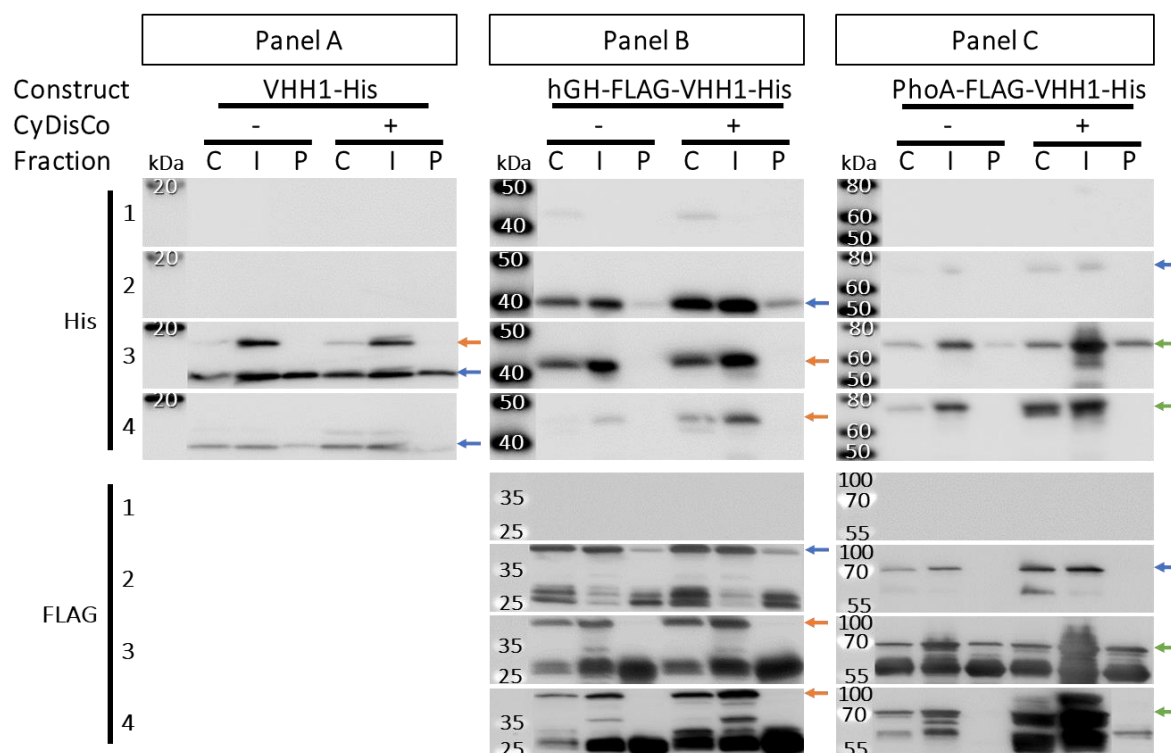 Panel A Panel B Panel C
Construct VHH1-His hGH-FLAG-VHH1-His PhoA-FLAG-VHH1-His
CyDisCo - + - + - +
Fraction kDa C I P C I P kDa C I P C I P kDa C I P C I P
His
1 20 50 40 80 60 50
2 20 50 40 80 60 50
3 20 50 40 80 60 50
4 20 50 40 80 60 50
FLAG
1 35 25 100 70 55
2 35 25 100 70 55
3 35 25 100 70 55
4 35 25 100 70 55